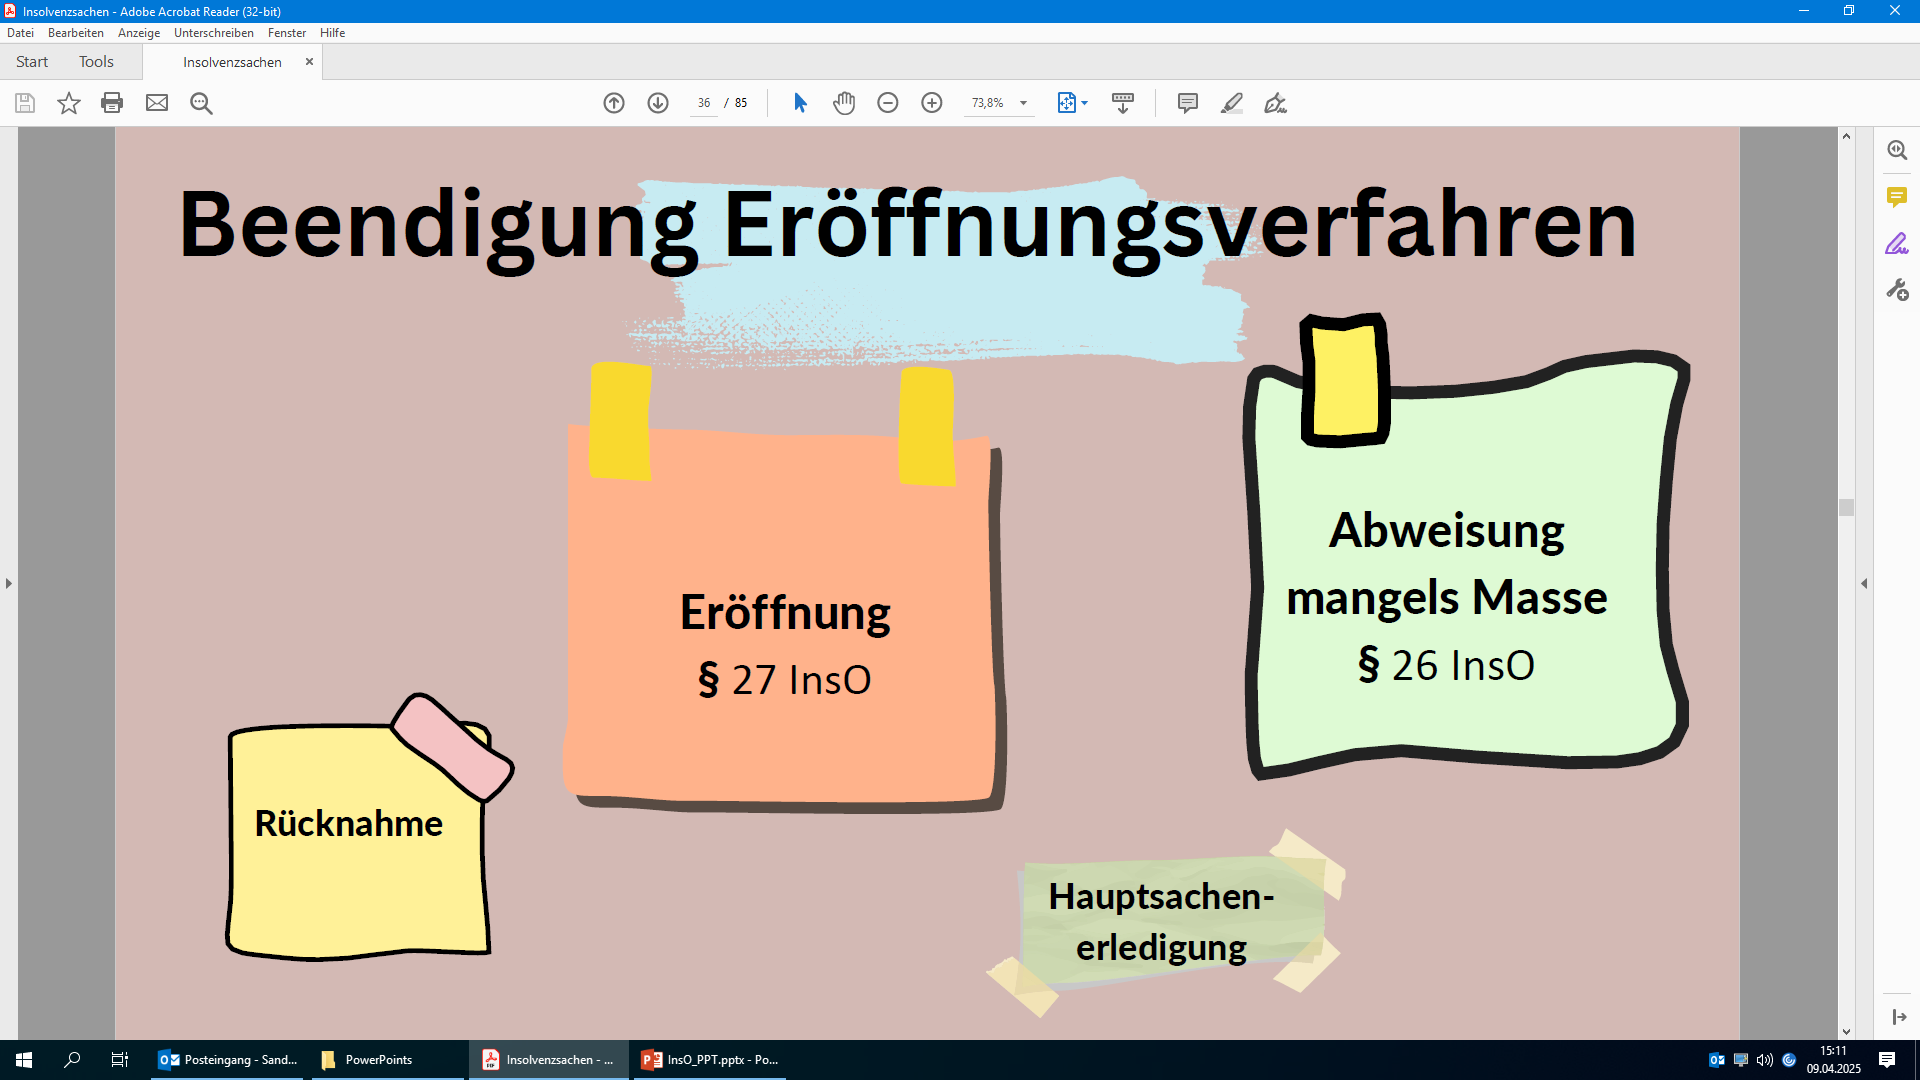 Insolvenzsachen - Adobe Acrobat Reader (32-bit)
Datei Bearbeiten Anzeige Unterschreiben Fenster Hilfe
Start Tools Insolvenzsachen
36 / 85 73,8%
Beendigung Eröffnungsverfahren
Abweisung
mangels Masse
§ 26 InsO
Eröffnung
§ 27 InsO
Rücknahme
Hauptsachen-
erledigung
Posteingang - Sand... PowerPoints Insolvenzsachen - ... InsO_PPT.pptx - Po...
15:11
09.04.2025